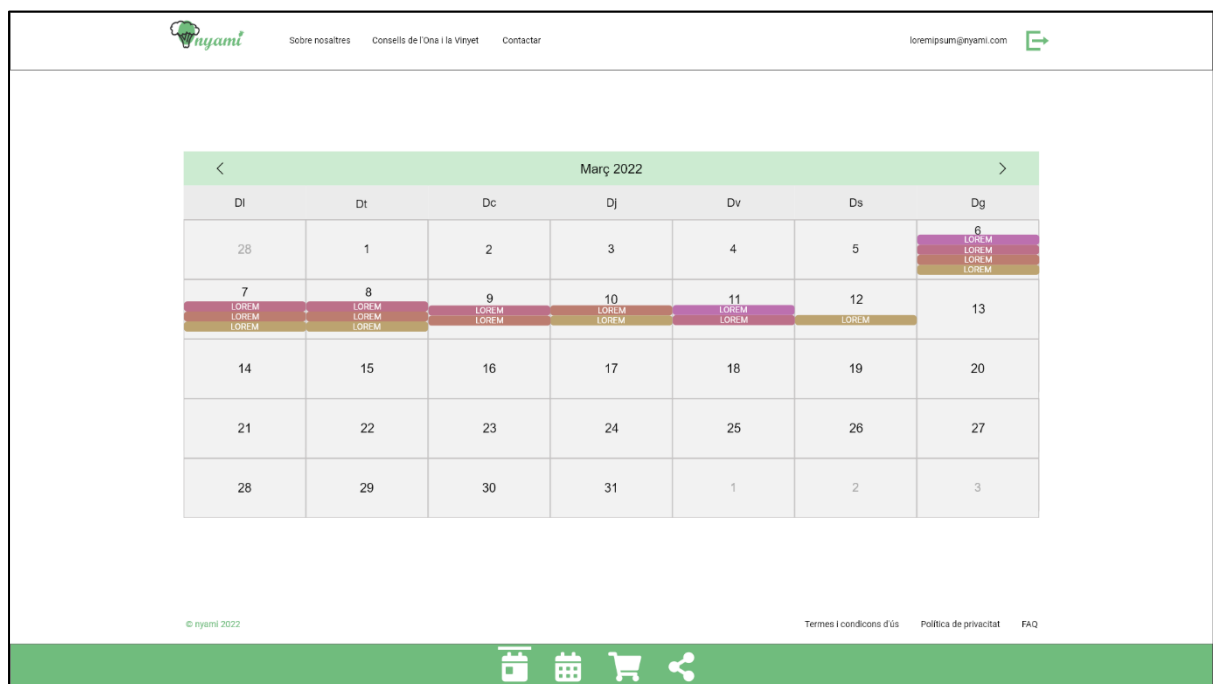 nyami Sobre nosaltres Consells de l'Ona i la Vinyet Contactar loremipsum@nyami.com
Març 2022
Dl Dt Dc Dj Dv Ds Dg
28 1 2 3 4 5 6
LOREM
LOREM
LOREM
LOREM
7 8 9 10 11 12 13
LOREM LOREM LOREM LOREM LOREM
LOREM LOREM LOREM LOREM LOREM LOREM
LOREM LOREM
14 15 16 17 18 19 20
21 22 23 24 25 26 27
28 29 30 31 1 2 3
© nyami 2022 Termes i condicons d'ús Política de privacitat FAQ